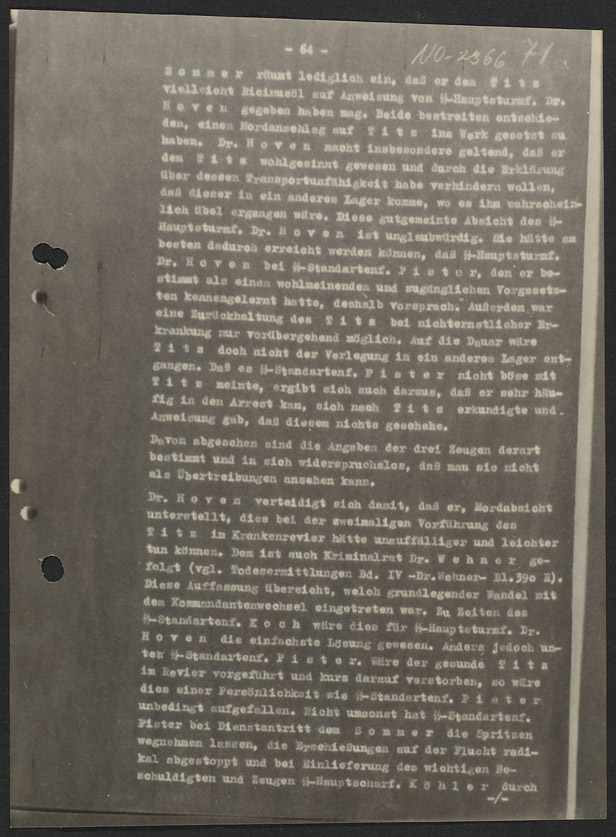 - 64 -
NO-2366 71.
S o m m e r räumt lediglich ein, daß er dem T i t z
vielleicht Ricinusöl auf Anweisung von SS-Hauptsturmf. Dr.
H o v e n gegeben haben mag. Beide bestreiten entschie-
den, einen Mordanschlag auf T i t z ins Werk gesetzt zu
haben. Dr. H o v e n macht insbesondere geltend, daß er
dem T i t z wohlgesinnt gewesen und durch die Erklärung
über dessen Transportunfähigkeit habe verhindern wollen,
daß dieser in ein anderes Lager komme, wo es ihm wahrschein-
lich übel ergangen wäre. Diese gutgemeinte Absicht des SS-
Hauptsturmf. Dr. H o v e n ist unglaubwürdig. Sie hätte am
besten dadurch erreicht werden können, daß SS-Hauptsturmf.
Dr. H o v e n bei SS-Standartenf. P i s t e r, den er be-
stimmt als einen wohlmeinenden und zugänglichen Vorgesetz-
ten kennengelernt hatte, deshalb vorsprach. Außerdem war
eine Zurückhaltung des T i t z bei nichternstlicher Er-
krankung nur vorübergehend möglich. Auf die Dauer wäre
T i t z doch nicht der Verlegung in ein anderes Lager ent-
gangen. Daß es SS-Standartenf. P i s t e r nicht böse mit
T i t z meinte, ergibt sich auch daraus, daß er sehr häu-
fig in den Arrest kam, sich nach T i t z erkundigte und
Anweisung gab, daß diesem nichts geschehe.
Davon abgesehen sind die Angaben der drei Zeugen derart
bestimmt und in sich widerspruchslos, daß man sie nicht
als Übertreibungen ansehen kann.
Dr. H o v e n verteidigt sich damit, daß er, Mordabsicht
unterstellt, dies bei der zweimaligen Vorführung des
T i t z im Krankenrevier hätte unauffälliger und leichter
tun können. Dem ist auch Kriminalrat Dr. W e h n e r ge-
folgt (vgl. Todesermittlungen Bd. IV -Dr.Wehner- Bl.390 R).
Diese Auffassung übersieht, welch grundlegender Wandel mit
dem Kommandantenwechsel eingetreten war. Zu Zeiten des
SS-Standartenf. K o c h wäre dies für SS-Hauptsturmf. Dr.
H o v e n die einfachste Lösung gewesen. Anders jedoch un-
ter SS-Standartenf. P i s t e r. Wäre der gesunde T i t z
im Revier vorgeführt und kurz darauf verstorben, so wäre
dies einer Persönlichkeit wie SS-Standartenf. P i s t e r
unbedingt aufgefallen. Nicht umsonst hat SS-Standartenf.
Pister bei Dienstantritt dem S o m m e r die Spritzen
wegnehmen lassen, die Erschießungen auf der Flucht radi-
kal abgestoppt und bei Einlieferung des wichtigen Be-
schuldigten und Zeugen SS-Hauptscharf. K ö h l e r durch
-/-